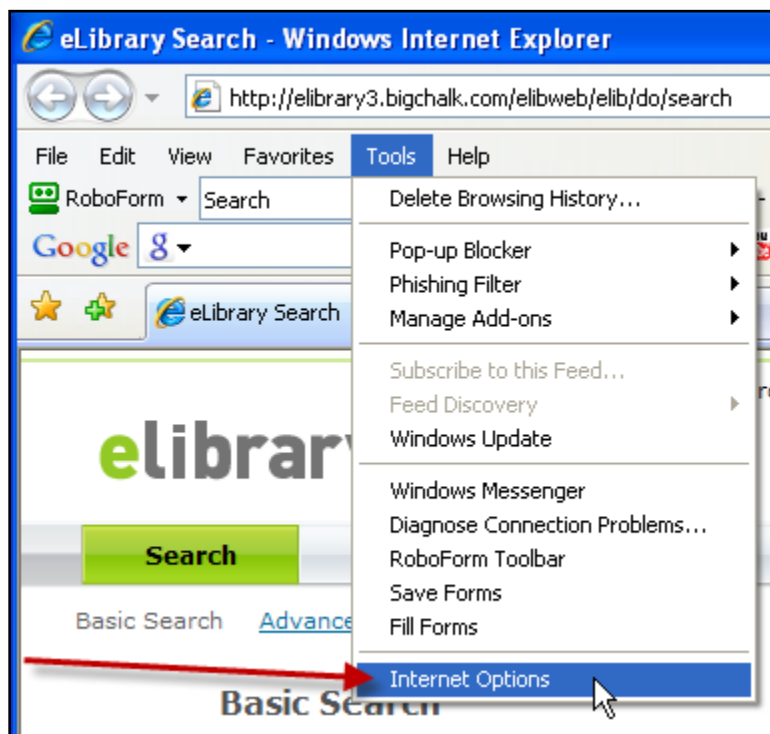 eLibrary Search - Windows Internet Explorer
http://elibrary3.bigchalk.com/elibweb/elib/do/search
File Edit View Favorites Tools Help
RoboForm Search
Google g
eLibrary Search
Delete Browsing History...
Pop-up Blocker
Phishing Filter
Manage Add-ons
Subscribe to this Feed...
Feed Discovery
Windows Update
Windows Messenger
Diagnose Connection Problems...
RoboForm Toolbar
Save Forms
Fill Forms
Internet Options
elibrar
Search
Basic Search Advance
Basic Search